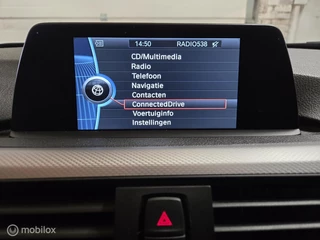 14:50 RADIO538
CD/Multimedia
Radio
Telefoon
Navigatie
Contacten
ConnectedDrive
Voertuiginfo
Instellingen
mobilox